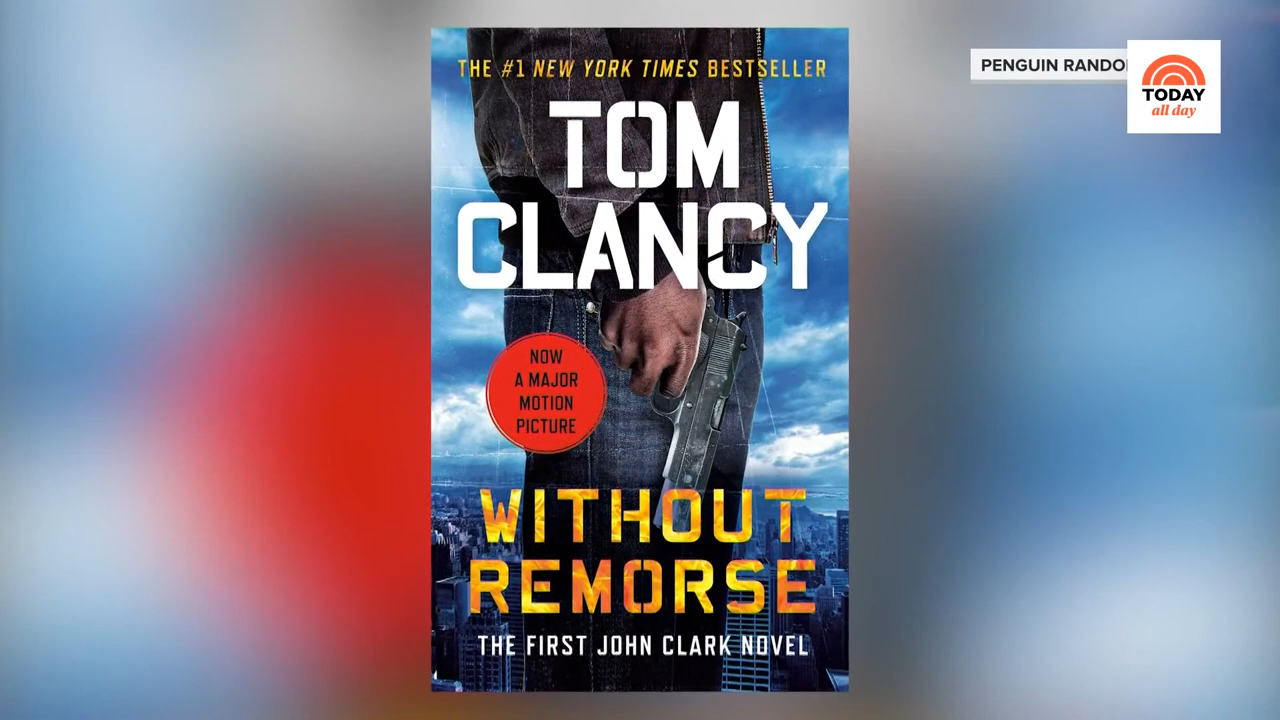 THE #1 NEW YORK TIMES BESTSELLER
TOM
CLANCY
NOW
A MAJOR
MOTION
PICTURE
WITHOUT
REMORSE
THE FIRST JOHN CLARK NOVEL
PENGUIN
TODAY
all day